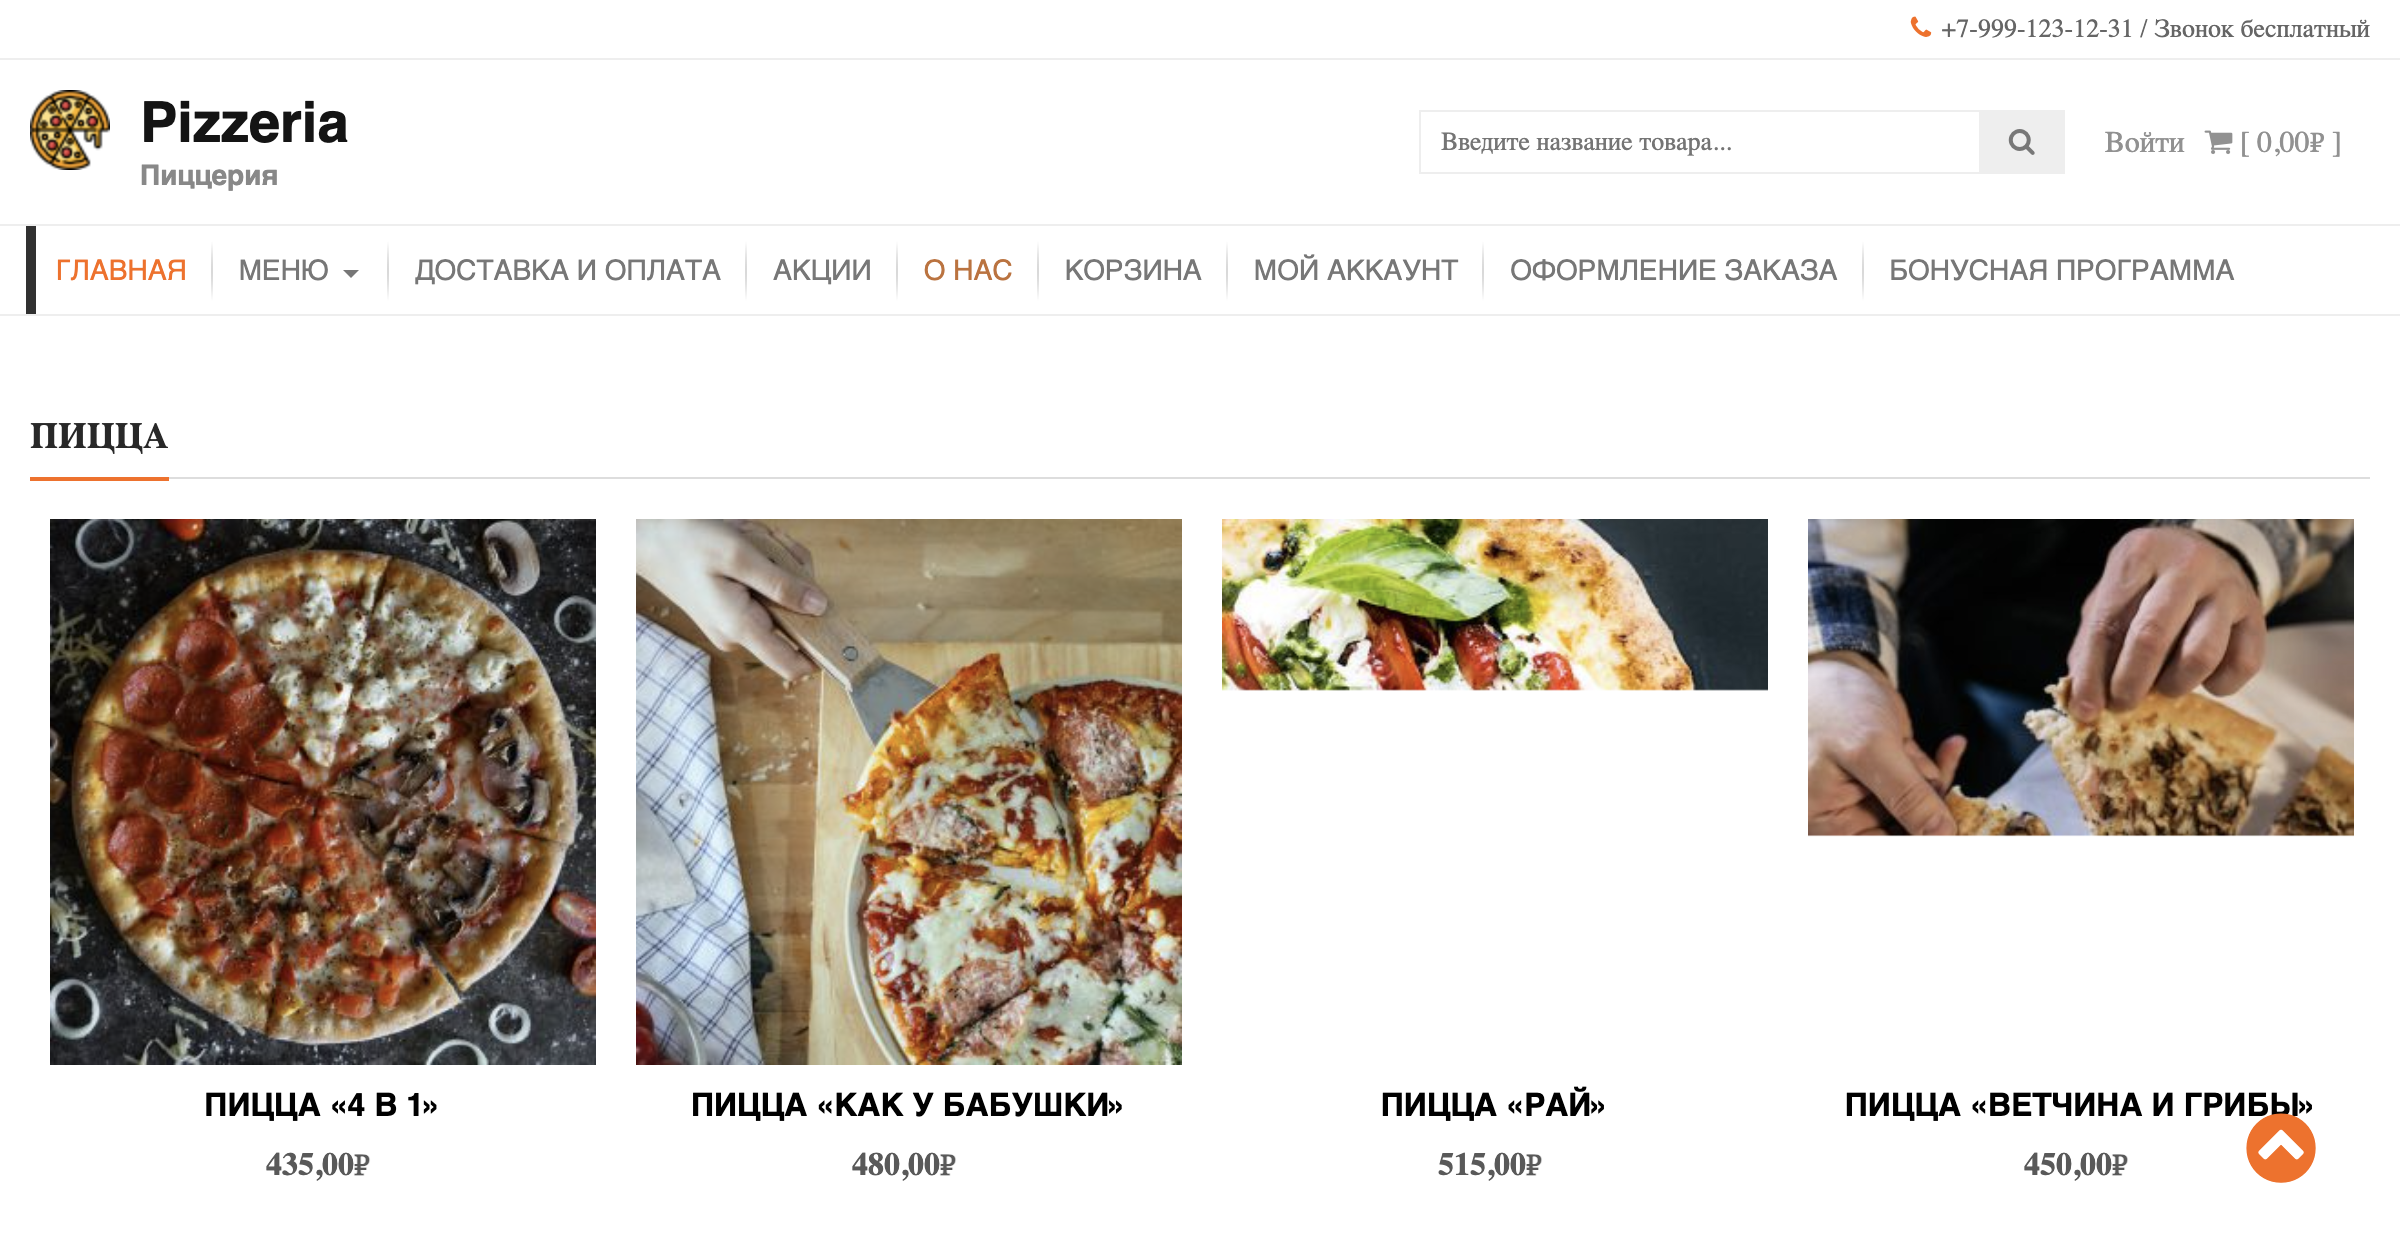 +7-999-123-12-31 / Звонок бесплатный
Pizzeria
Пиццерия
Введите название товара...
Войти [ 0,00₽ ]
ГЛАВНАЯ МЕНЮ ДОСТАВКА И ОПЛАТА АКЦИИ О НАС КОРЗИНА МОЙ АККАУНТ ОФОРМЛЕНИЕ ЗАКАЗА БОНУСНАЯ ПРОГРАММА
ПИЦЦА
ПИЦЦА «4 В 1» ПИЦЦА «КАК У БАБУШКИ» ПИЦЦА «РАЙ» ПИЦЦА «ВЕТЧИНА И ГРИБЫ»
435,00₽ 480,00₽ 515,00₽ 450,00₽